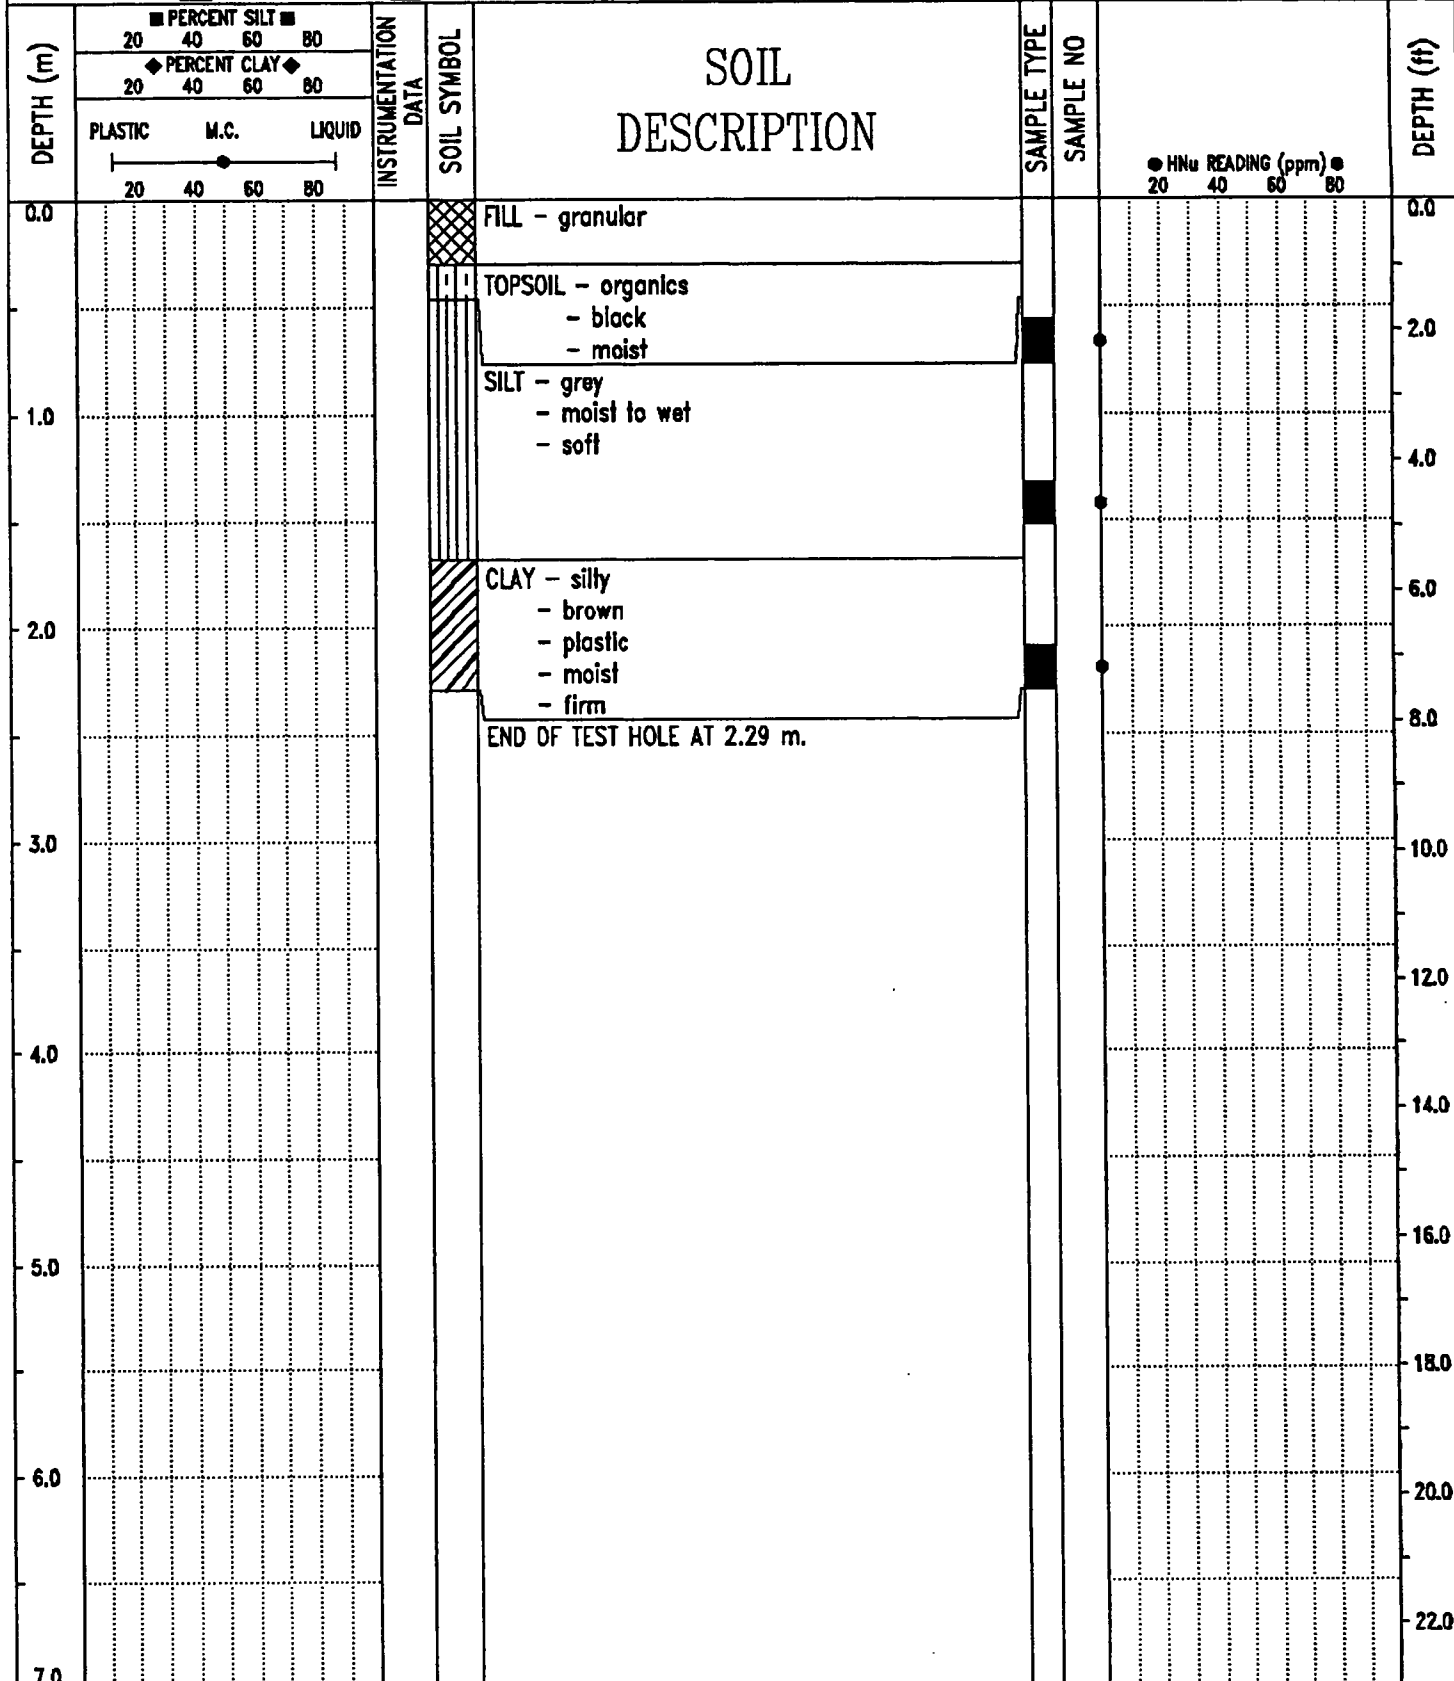 DEPTH (m)
■ PERCENT SILT ■
20 40 60 80
◆ PERCENT CLAY ◆
20 40 60 80
PLASTIC M.C. LIQUID
20 40 60 80
INSTRUMENTATION
DATA
SOIL SYMBOL
SOIL
DESCRIPTION
SAMPLE TYPE
SAMPLE NO
● HNu READING (ppm) ●
20 40 60 80
DEPTH (ft)
0.0
1.0
2.0
3.0
4.0
5.0
6.0
7.0
FILL - granular
TOPSOIL - organics
- black
- moist
SILT - grey
- moist to wet
- soft
CLAY - silty
- brown
- plastic
- moist
- firm
END OF TEST HOLE AT 2.29 m.
0.0
2.0
4.0
6.0
8.0
10.0
12.0
14.0
16.0
18.0
20.0
22.0